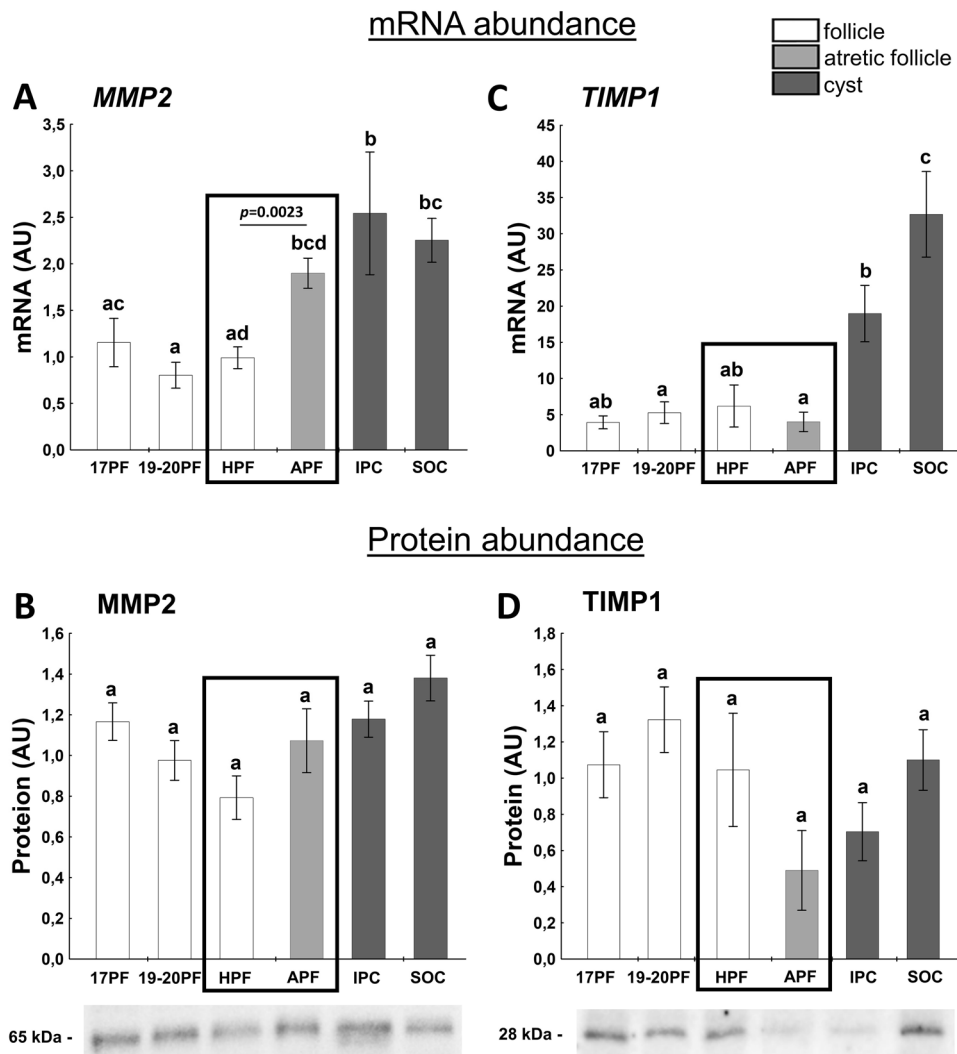 mRNA abundance
follicle
atretic follicle
cyst
A
MMP2
3,5
3,0
2,5
2,0
1,5
1,0
0,5
0,0
mRNA (AU)
ac
a
ad
p=0.0023
bcd
b
bc
17PF 19-20PF HPF APF IPC SOC
C
TIMP1
45
40
35
30
25
20
15
10
5
0
mRNA (AU)
ab
a
ab
a
b
c
17PF 19-20PF HPF APF IPC SOC
Protein abundance
B
MMP2
1,6
1,4
1,2
1,0
0,8
0,6
0,4
0,2
0,0
Proteion (AU)
a a a a a a
17PF 19-20PF HPF APF IPC SOC
65 kDa -
D
TIMP1
1,8
1,6
1,4
1,2
1,0
0,8
0,6
0,4
0,2
0,0
Protein (AU)
a a a a a a
17PF 19-20PF HPF APF IPC SOC
28 kDa -